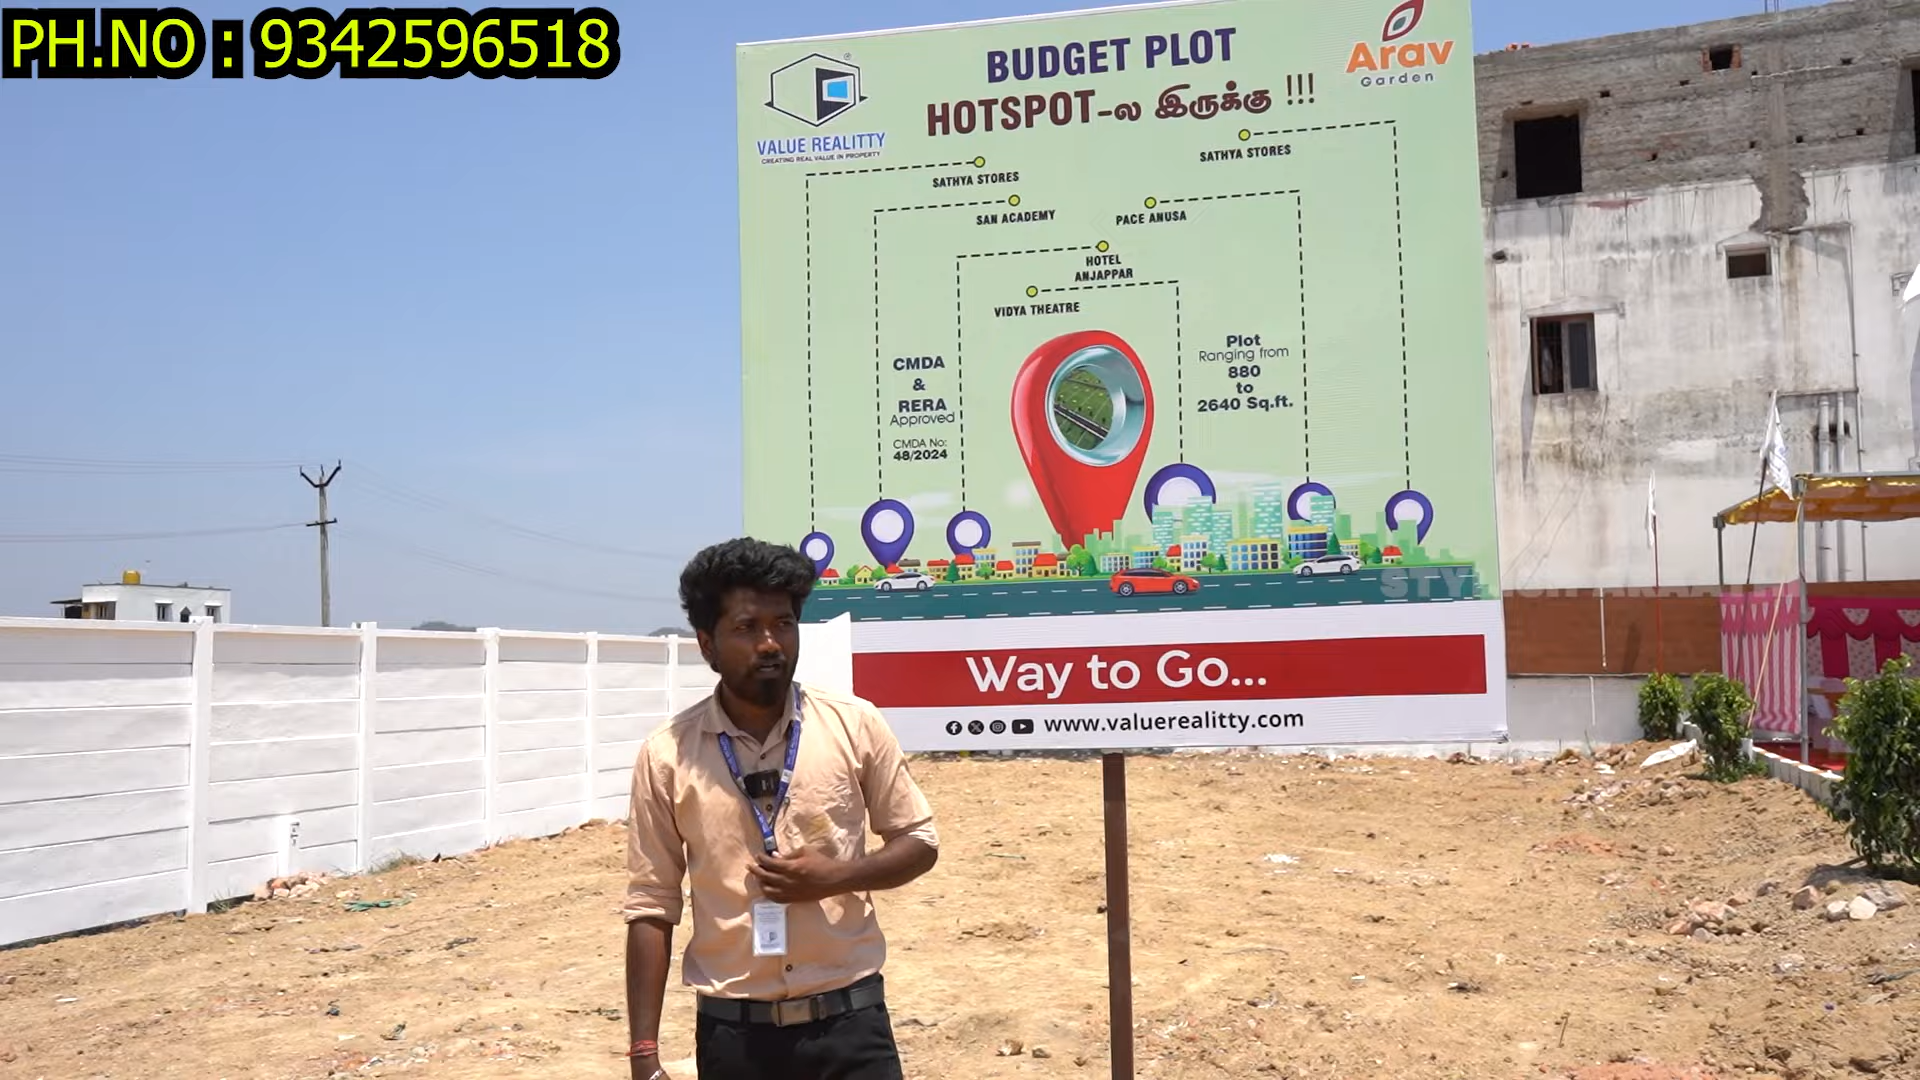 PH.NO : 9342596518
BUDGET PLOT
HOTSPOT-ல இருக்கு !!!
Arav
Garden
VALUE REALITTY
CREATING REAL VALUE IN PROPERTY
SATHYA STORES
SATHYA STORES
SAN ACADEMY
PACE ANUSA
HOTEL
ANJAPPAR
VIDYA THEATRE
CMDA
&
RERA
Approved
CMDA No:
48/2024
Plot
Ranging from
880
to
2640 Sq.ft.
Way to Go...
www.valuerealitty.com